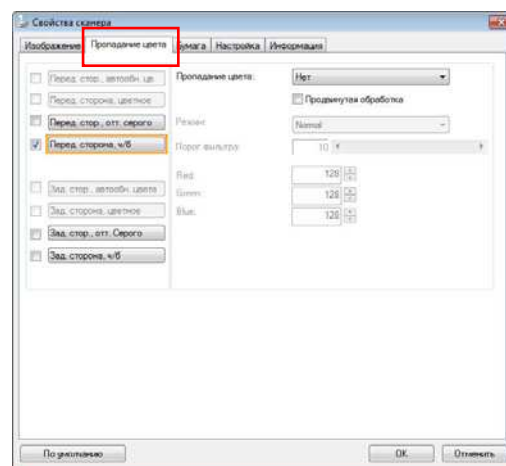 Свойства сканера
Изображение Пропадание цвета Бумага Настройка Информация
Перед. стор., автообн. цв.
Перед. сторона, цветное
Перед. стор., отт. серого
Перед. сторона, ч/б
Зад. стор., автообн. цвета
Зад. сторона, цветное
Зад. стор., отт. Серого
Зад. сторона, ч/б
Пропадание цвета: Нет
Продвинутая обработка
Режим: Normal
Порог фильтра: 10
Red: 128
Green: 128
Blue: 128
По умолчанию OK Отменить